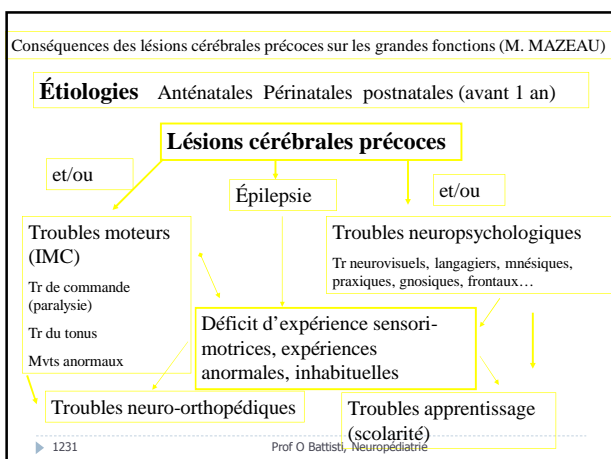 Conséquences des lésions cérébrales précoces sur les grandes fonctions (M. MAZEAU)
Étiologies Anténatales Périnatales postnatales (avant 1 an)
Lésions cérébrales précoces
et/ou
Épilepsie
et/ou
Troubles moteurs
(IMC)
Tr de commande
(paralysie)
Tr du tonus
Mvts anormaux
Troubles neuropsychologiques
Tr neurovisuels, langagiers, mnésiques,
praxiques, gnosiques, frontaux…
Déficit d’expérience sensori-
motrices, expériences
anormales, inhabituelles
Troubles neuro-orthopédiques
Troubles apprentissage
(scolarité)
1231
Prof O Battisti, Neuropédiatrie